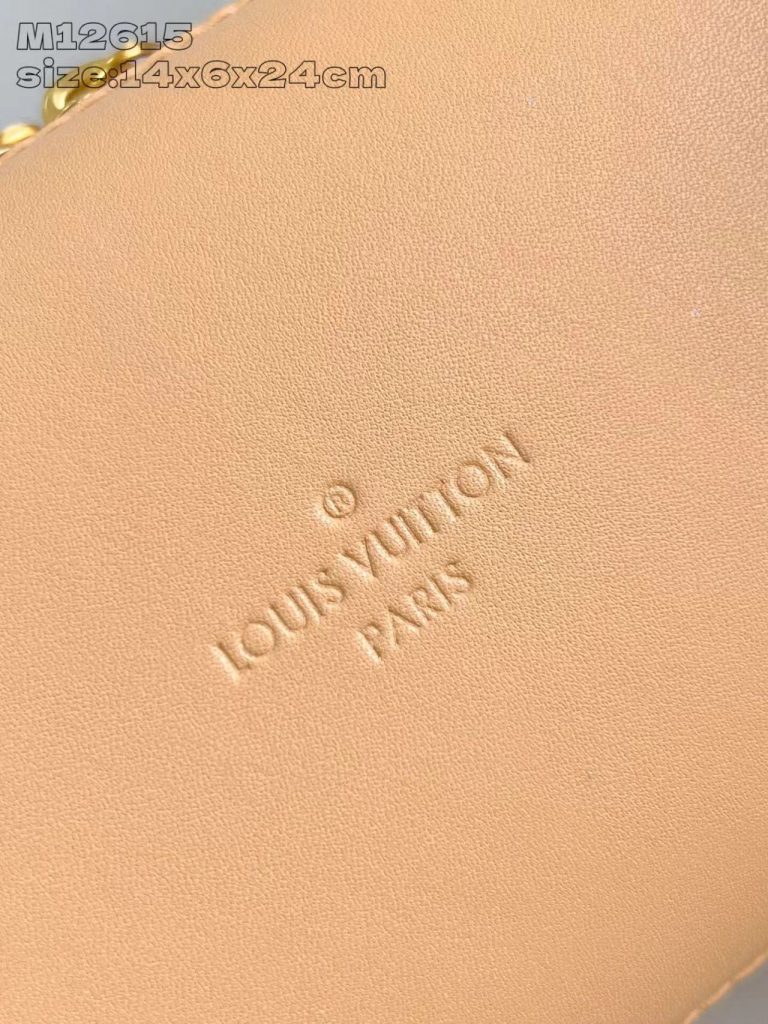 M12615
size:14x6x24cm
®
LOUIS VUITTON
PARIS